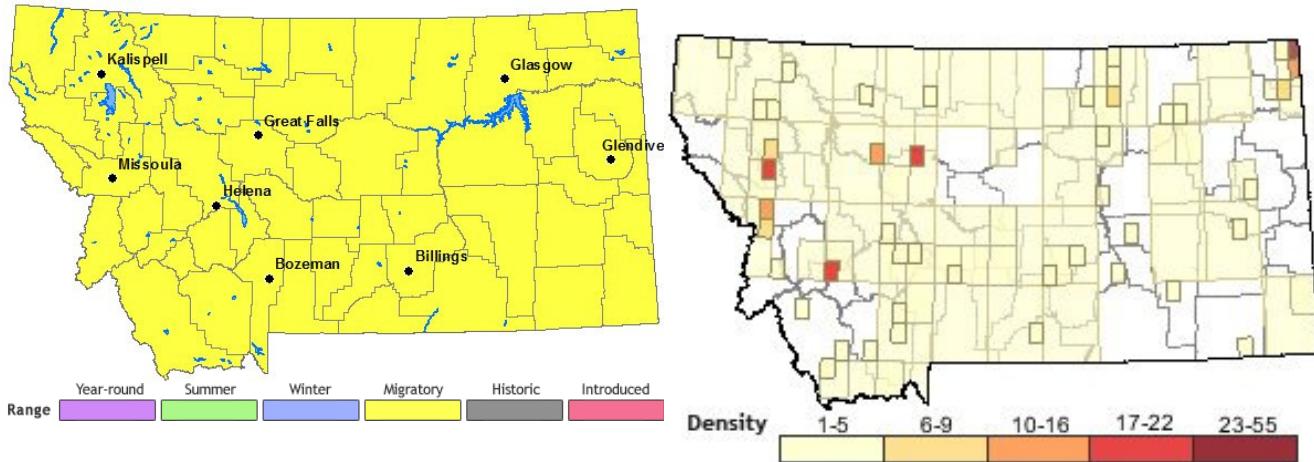 Kalispell
Glasgow
Great Falls
Glendive
Missoula
Helena
Billings
Bozeman
Range Year-round Summer Winter Migratory Historic Introduced
Density 1-5 6-9 10-16 17-22 23-55